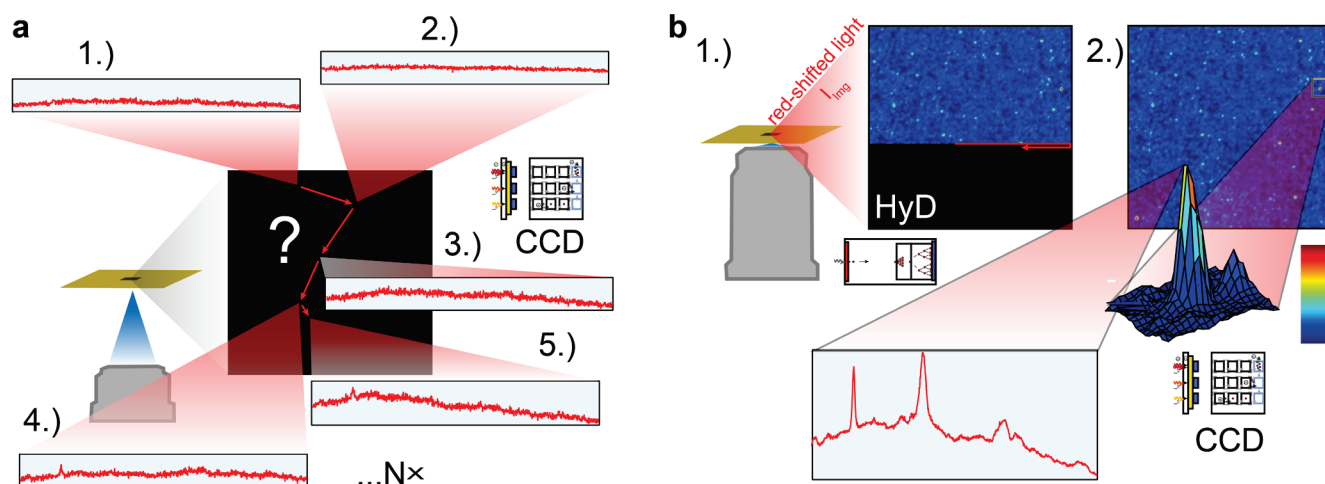 a
1.)
2.)
?
CCD
3.)
5.)
4.)
...N×
b
1.)
red-shifted light
I_Img
HyD
2.)
CCD